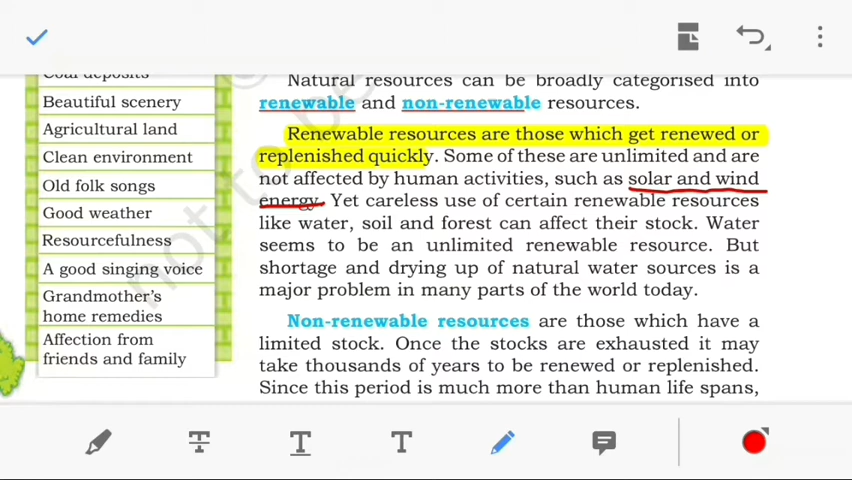 Coal deposits
Beautiful scenery
Agricultural land
Clean environment
Old folk songs
Good weather
Resourcefulness
A good singing voice
Grandmother's
home remedies
Affection from
friends and family
Natural resources can be broadly categorised into
renewable and non-renewable resources.
Renewable resources are those which get renewed or
replenished quickly. Some of these are unlimited and are
not affected by human activities, such as solar and wind
energy. Yet careless use of certain renewable resources
like water, soil and forest can affect their stock. Water
seems to be an unlimited renewable resource. But
shortage and drying up of natural water sources is a
major problem in many parts of the world today.
Non-renewable resources are those which have a
limited stock. Once the stocks are exhausted it may
take thousands of years to be renewed or replenished.
Since this period is much more than human life spans,
not to be
T
T
T